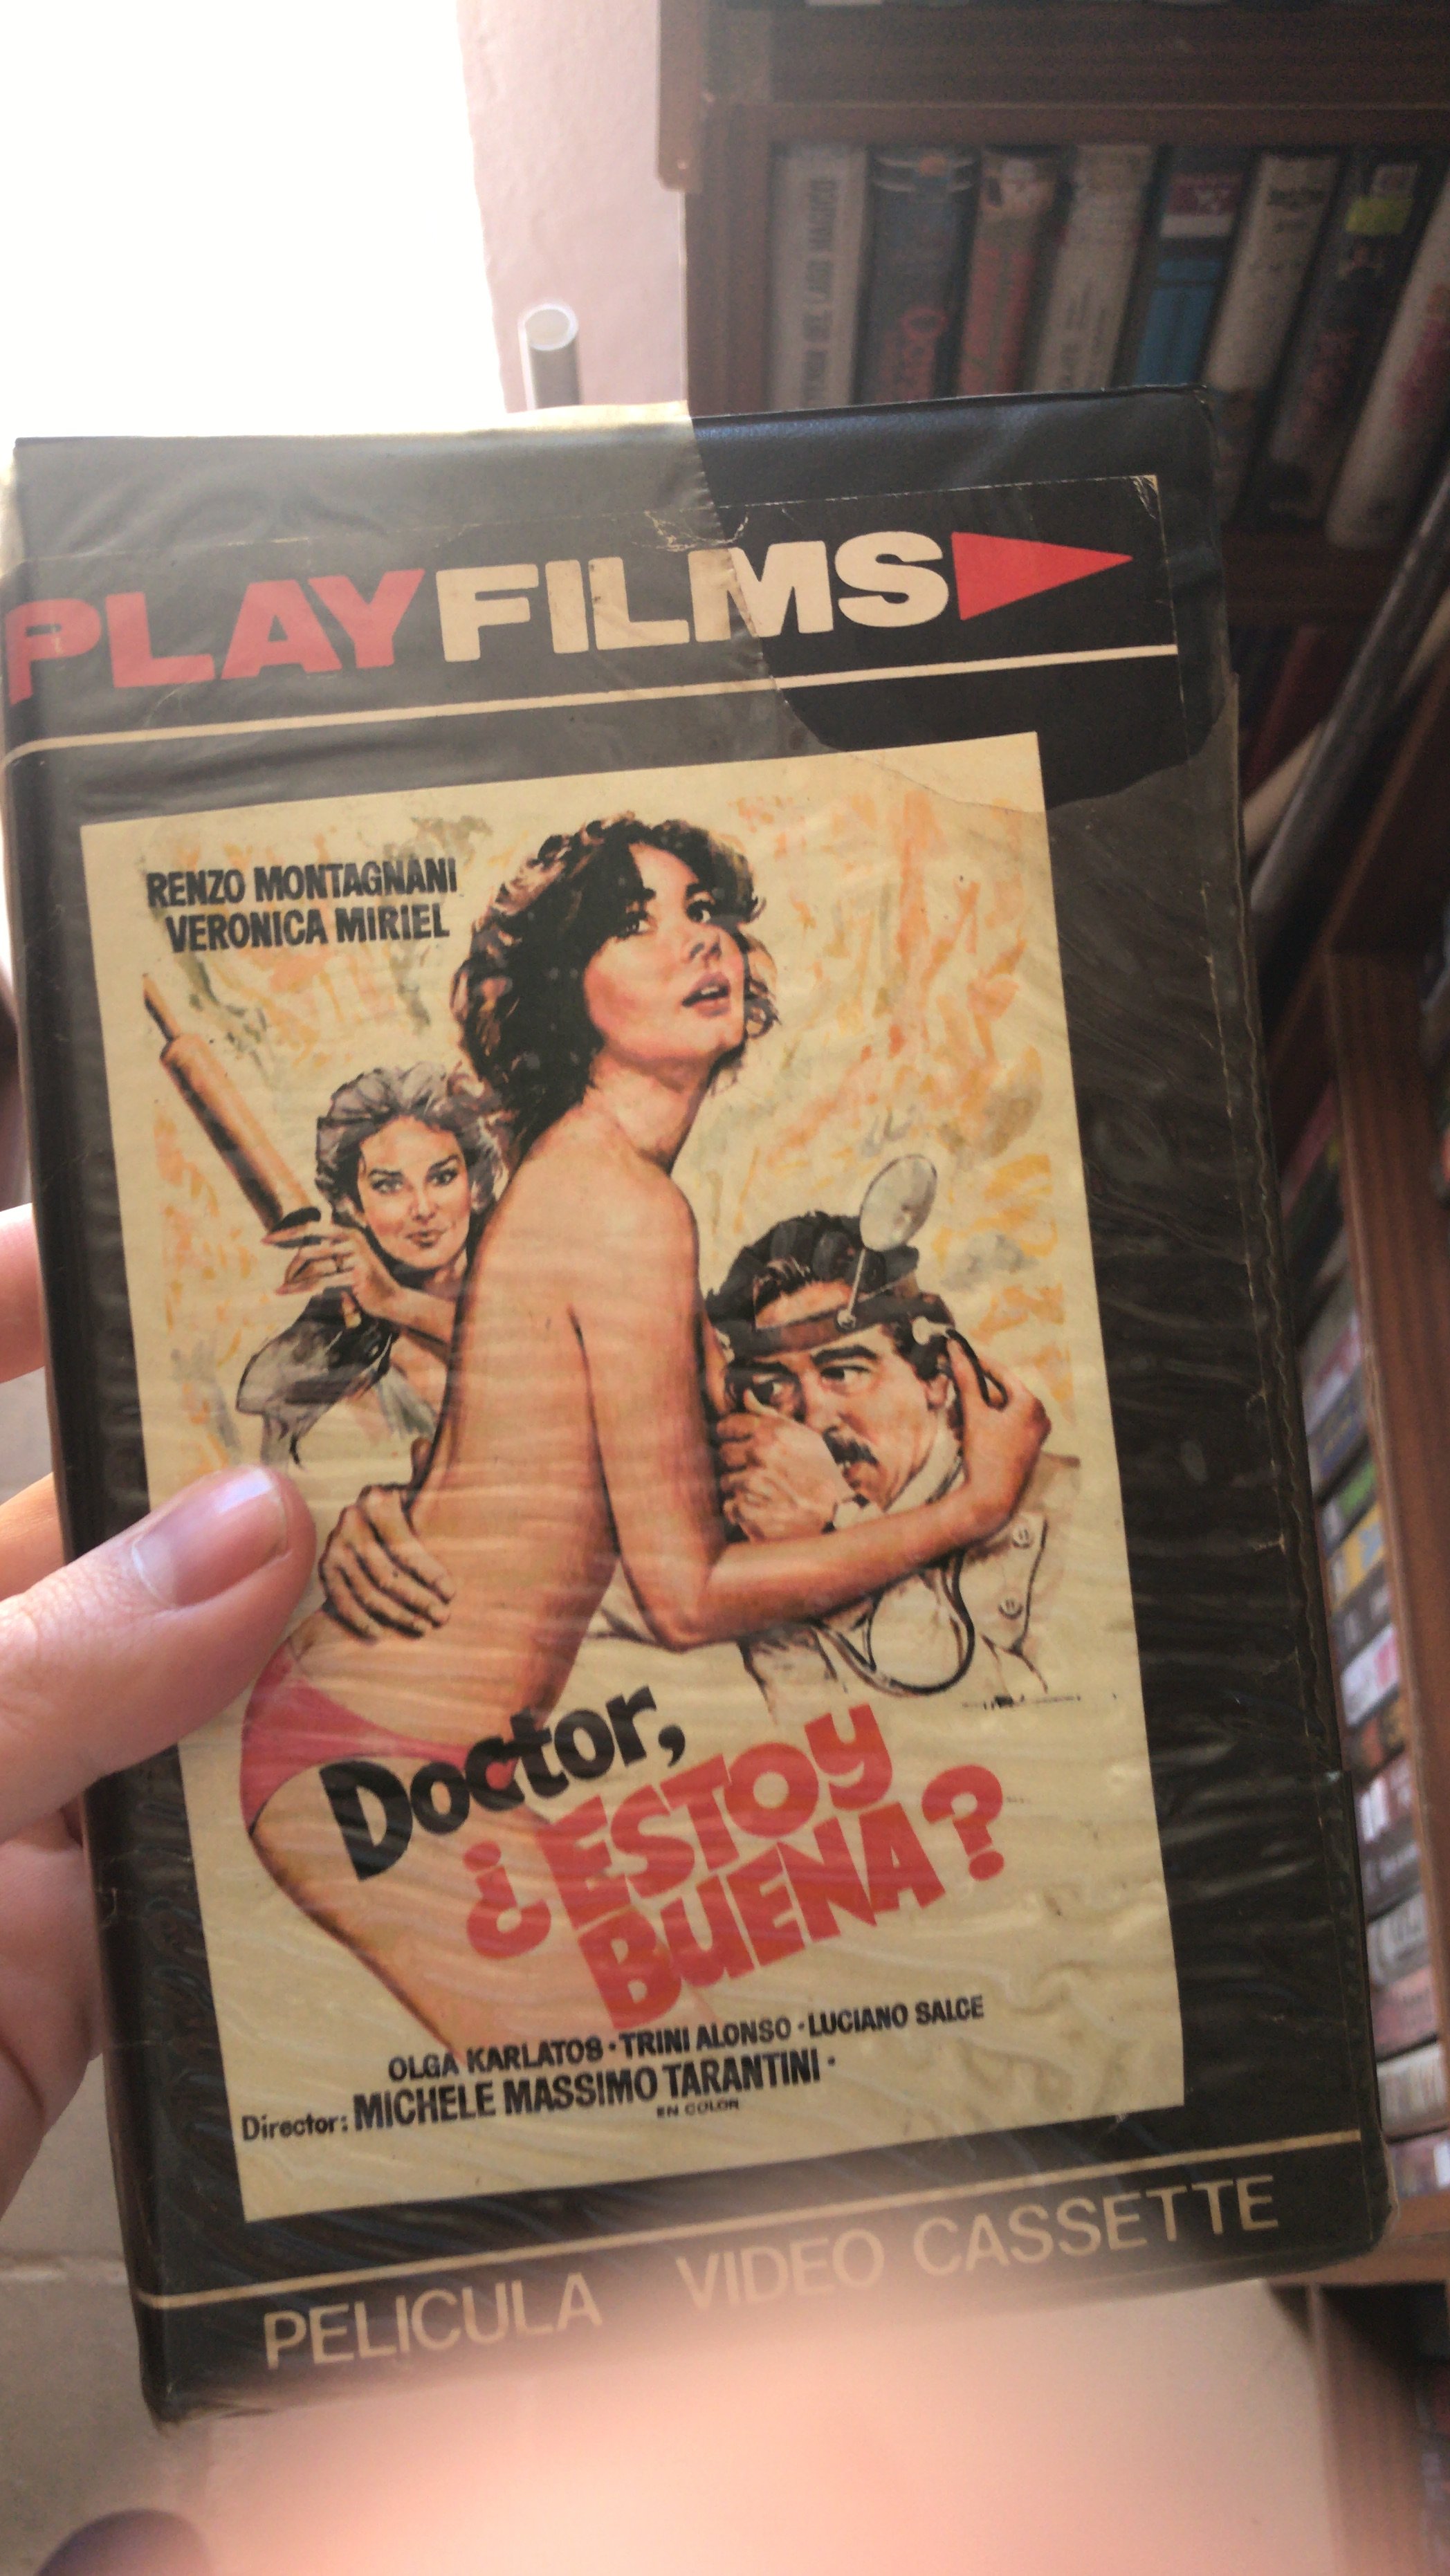 PLAYFILMS
RENZO MONTAGNANI
VERONICA MIRIEL
Doctor,
¿ESTOY
BUENA?
OLGA KARLATOS · TRINI ALONSO · LUCIANO SALCE
Director: MICHELE MASSIMO TARANTINI ·
EN COLOR
PELICULA VIDEO CASSETTE